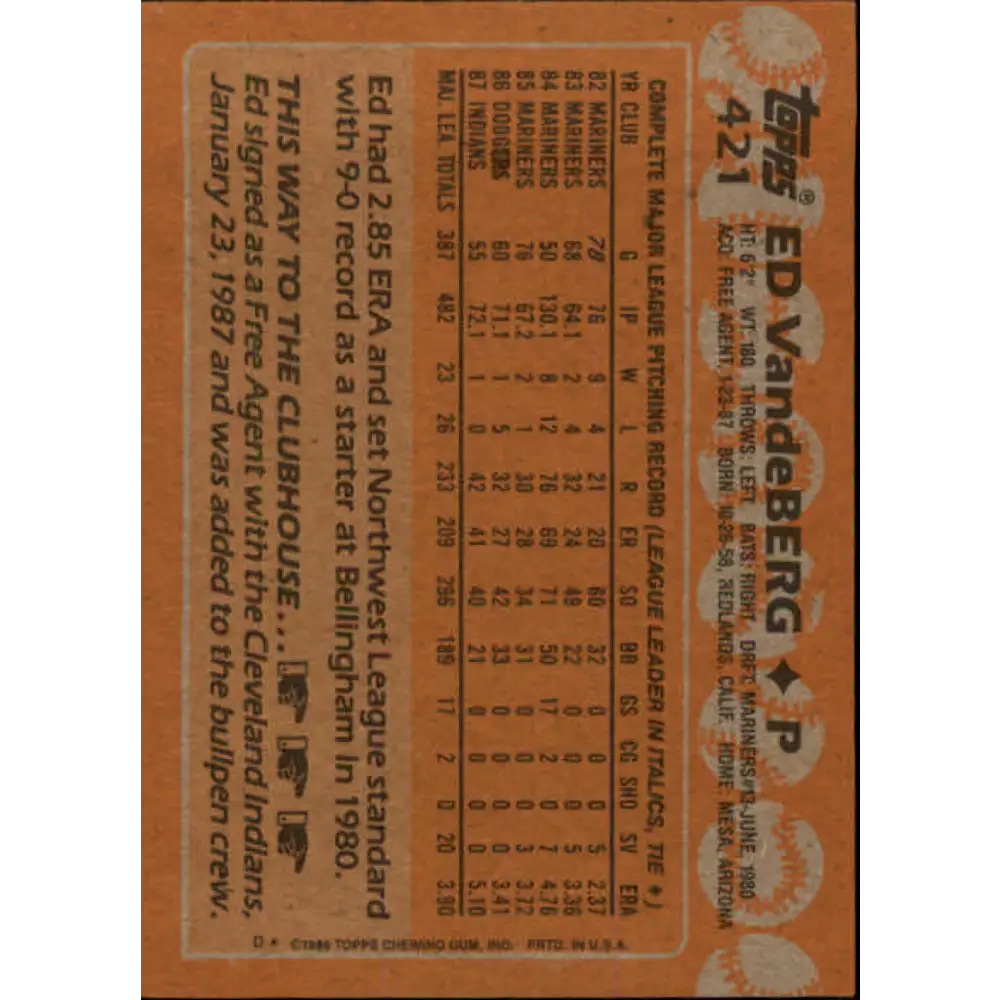 topps® ED VandeBERG ✦ P
421 HT: 6'2" WT: 180 THROWS: LEFT BATS: RIGHT DRFT: MARINERS #13-JUNE, 1980
ACQ: FREE AGENT, 1-23-87 BORN: 10-26-58, REDLANDS, CALIF. HOME: MESA, ARIZONA
COMPLETE MAJOR LEAGUE PITCHING RECORD (LEAGUE LEADER IN ITALICS, TIE ♦)
YR CLUB G IP W L R ER SO BB GS CG SHO SV ERA
82 MARINERS 78 76 9 4 21 20 60 32 0 0 0 5 2.37
83 MARINERS 68 64.1 2 4 32 24 49 22 0 0 0 5 3.36
84 MARINERS 50 130.1 8 12 76 69 71 50 17 2 0 7 4.76
85 MARINERS 76 67.2 2 1 30 28 34 31 0 0 0 3 3.72
86 DODGERS 60 71.1 1 5 32 27 42 33 0 0 0 0 3.41
87 INDIANS 55 72.1 1 0 42 41 40 21 0 0 0 0 5.10
MAJ. LEA. TOTALS 387 482 23 26 233 209 296 189 17 2 0 20 3.90
Ed had 2.85 ERA and set Northwest League standard
with 9-0 record as a starter at Bellingham in 1980.
THIS WAY TO THE CLUBHOUSE...
Ed signed as a Free Agent with the Cleveland Indians,
January 23, 1987 and was added to the bullpen crew.
D* ©1988 TOPPS CHEWING GUM, INC. PRTD. IN U.S.A.